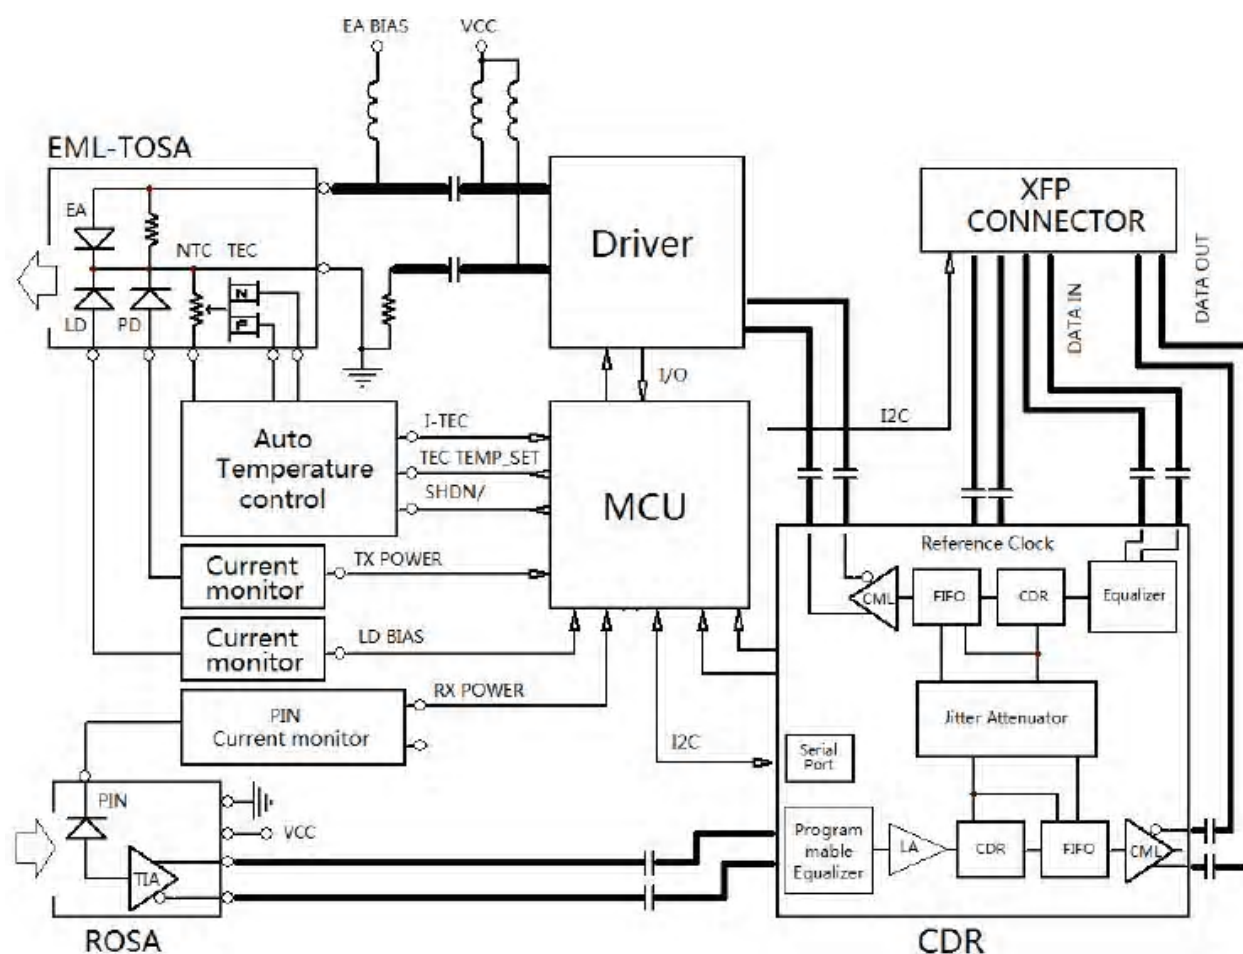 EA BIAS
VCC
EML-TOSA
EA
NTC
TEC
N
P
LD
PD
Driver
XFP
CONNECTOR
DATA IN
DATA OUT
I/O
I2C
Auto
Temperature
control
I-TEC
TEC TEMP_SET
SHDN/
MCU
Current
monitor
TX POWER
Current
monitor
LD BIAS
PIN
Current monitor
RX POWER
I2C
Reference Clock
CML
FIFO
CDR
Equalizer
Jitter Attenuator
Serial
Port
Program
mable
Equalizer
LA
CDR
FIFO
CML
PIN
VCC
TIA
ROSA
CDR